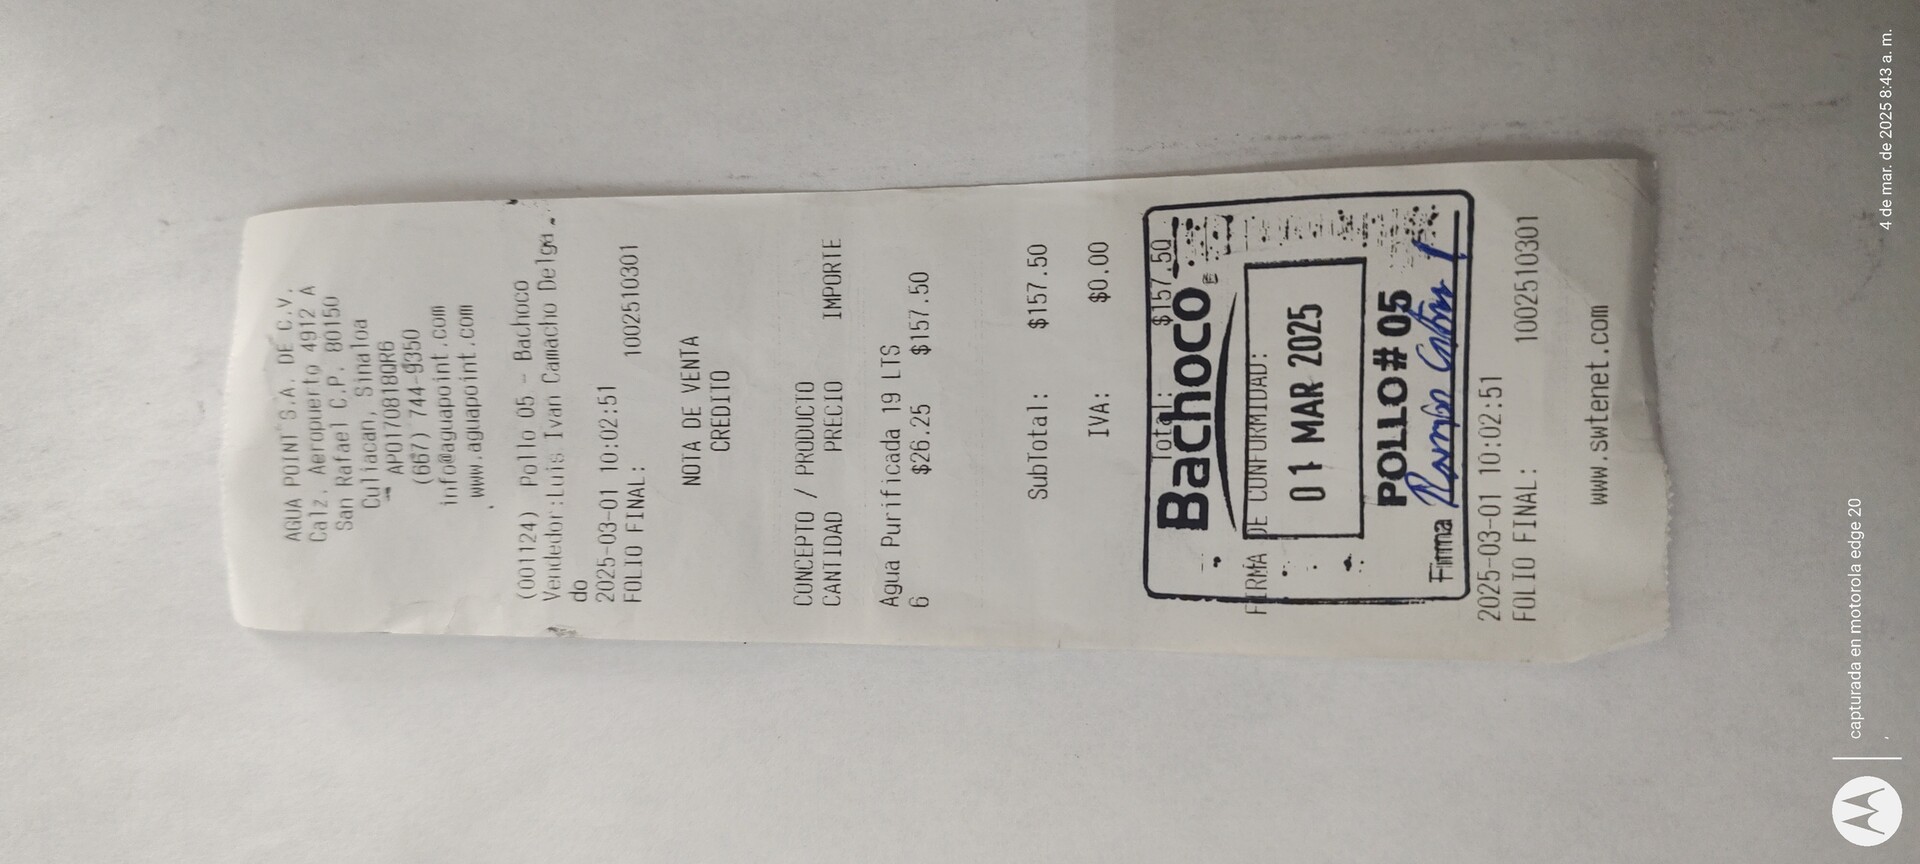 AGUA POINT S.A. DE C.V.
Calz. Aeropuerto 4912 A
San Rafael C.P. 80150
Culiacan, Sinaloa
APO170818QR6
(667) 744-9350
info@aguapoint.com
www.aguapoint.com
(001124) Pollo 05 - Bachoco
Vendedor:Luis Ivan Camacho Delga
do
2025-03-01 10:02:51
FOLIO FINAL: 1002510301
NOTA DE VENTA
CREDITO
CONCEPTO / PRODUCTO
CANTIDAD PRECIO IMPORTE
Agua Purificada 19 LTS
6 $26.25 $157.50
SubTotal: $157.50
IVA: $0.00
Total: $157.50
Bachoco
FIRMA DE CONFORMIDAD:
01 MAR 2025
POLLO# 05
Firma
2025-03-01 10:02:51
FOLIO FINAL: 1002510301
www.swtenet.com
capturada en motorola edge 20
4 de mar. de 2025 8:43 a. m.